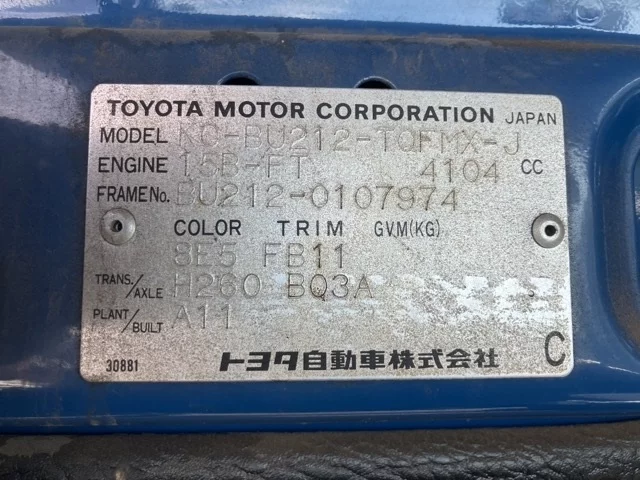 TOYOTA MOTOR CORPORATION JAPAN
MODEL KC-BU212-TQFMX-J
ENGINE 15B-FT 4104 CC
FRAME No. BU212-0107974
COLOR TRIM GVM(KG)
8E5 FB11
TRANS./AXLE H260 BQ3A
PLANT/BUILT A11
30881 トヨタ自動車株式会社 C